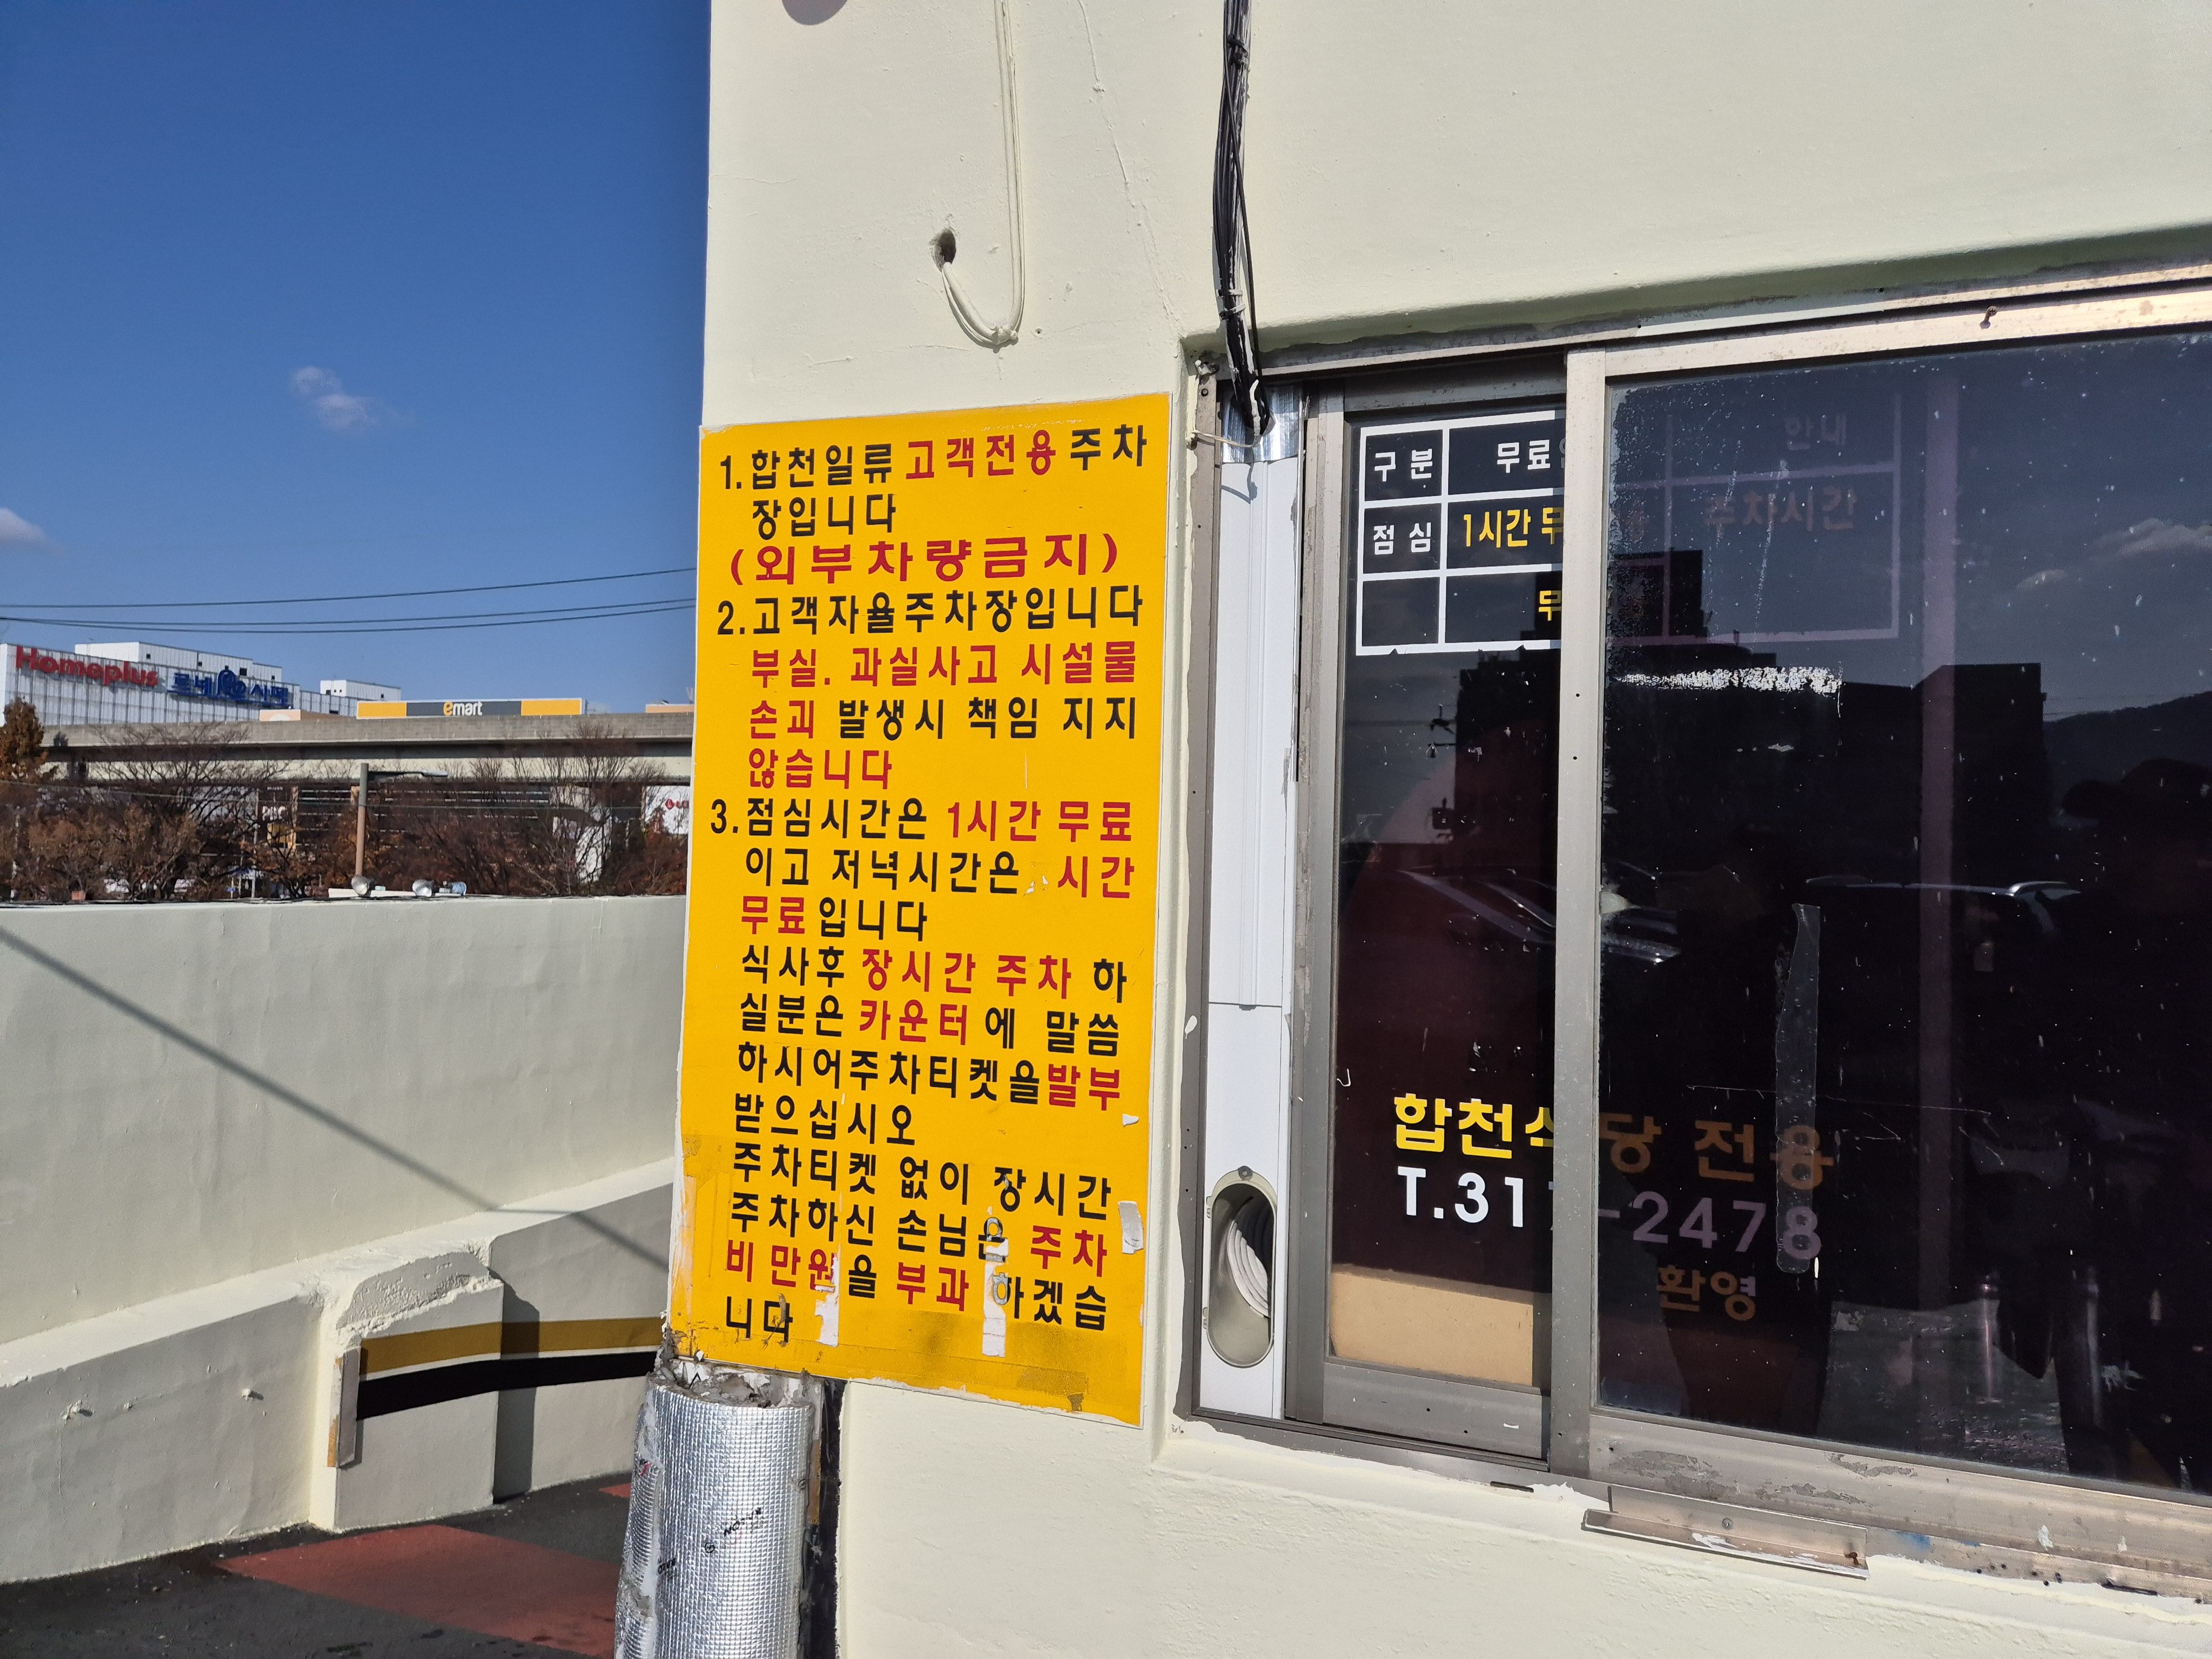 Homeplus
르네시떼
emart
1.합천일류 고객전용 주차
장입니다
(외부차량금지)
2.고객자율주차장입니다
부실. 과실사고 시설물
손괴 발생시 책임 지지
않습니다
3.점심시간은 1시간 무료
이고 저녁시간은 시간
무료입니다
식사후 장시간 주차 하
실분은 카운터에 말씀
하시어주차티켓을발부
받으십시오
주차티켓 없이 장시간
주차하신 손님은 주차
비 만원을 부과 하겠습
니다
안내
구분 무료 주차시간
점심 1시간 무
무
합천식당 전용
T.317-2478
환영